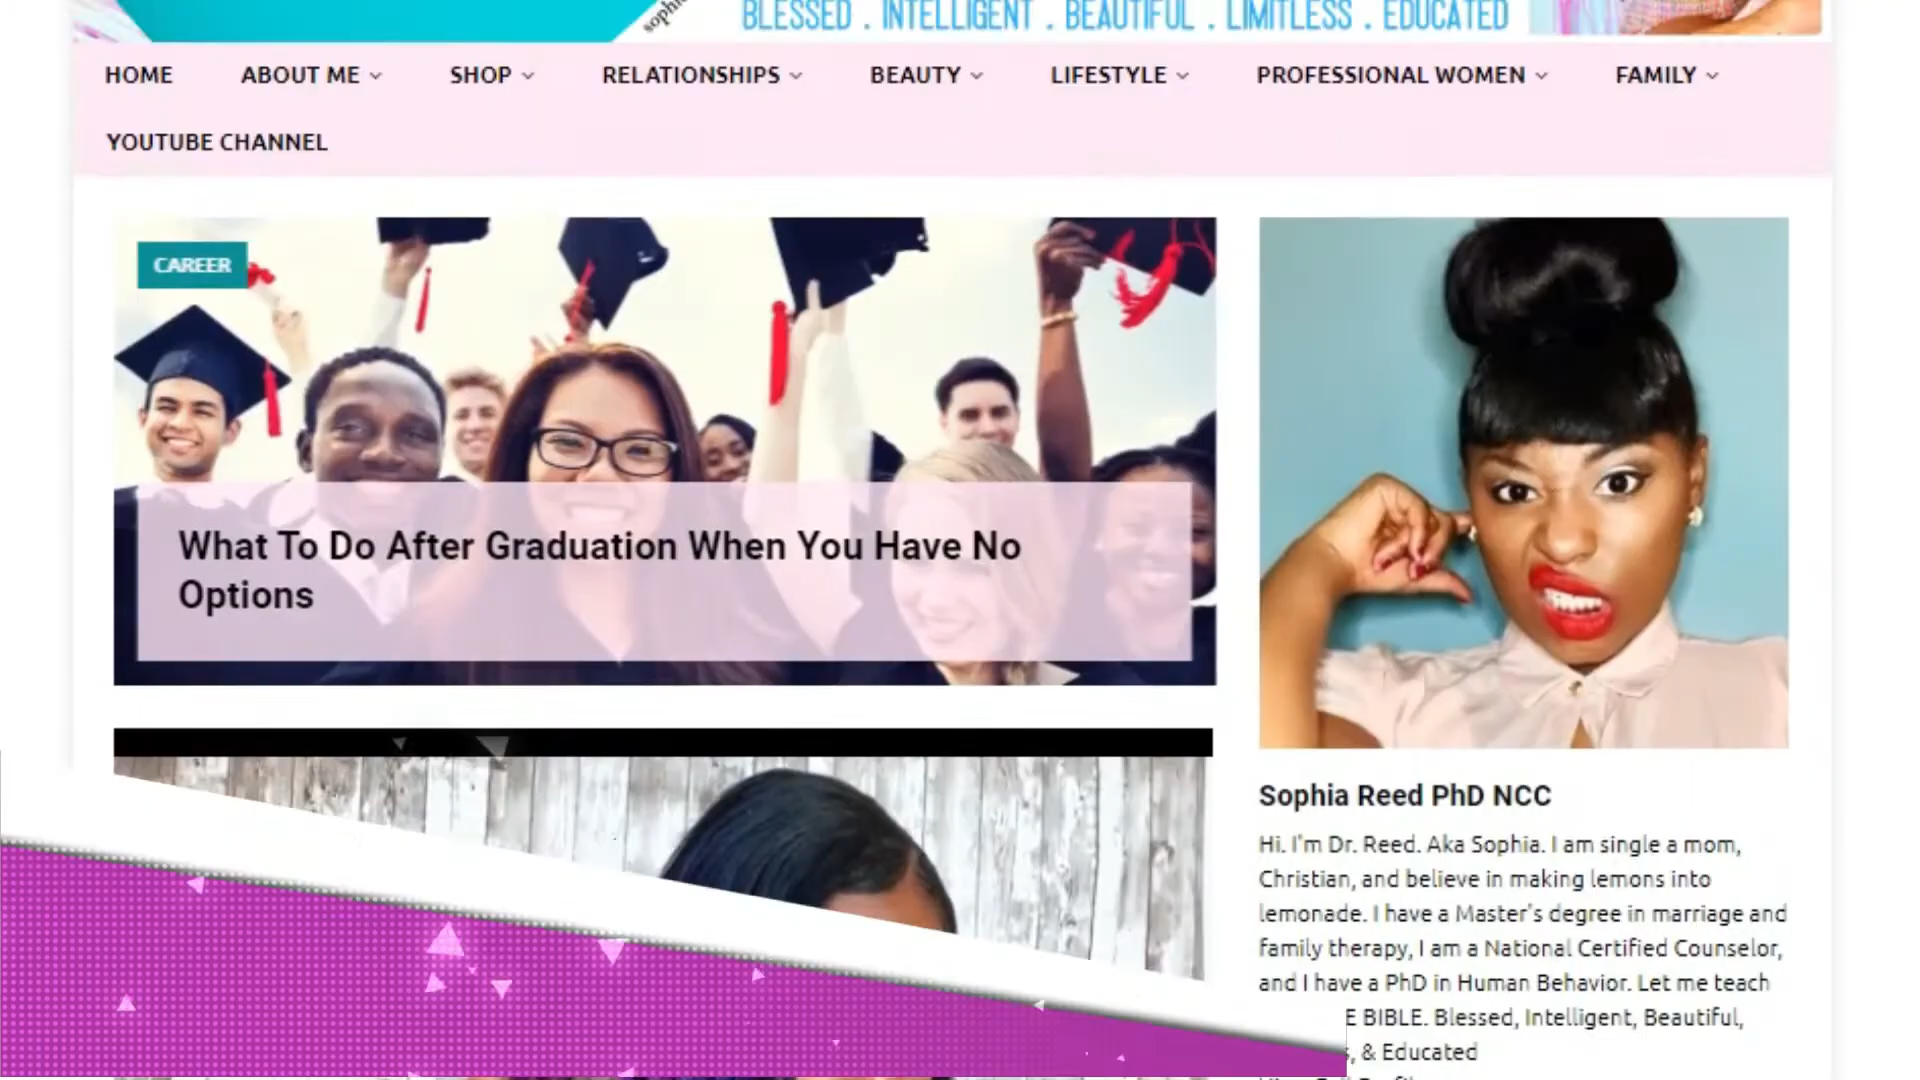 sophie
BLESSED . INTELLIGENT . BEAUTIFUL . LIMITLESS . EDUCATED
HOME ABOUT ME SHOP RELATIONSHIPS BEAUTY LIFESTYLE PROFESSIONAL WOMEN FAMILY
YOUTUBE CHANNEL
CAREER
What To Do After Graduation When You Have No
Options
Sophia Reed PhD NCC
Hi. I'm Dr. Reed. Aka Sophia. I am single a mom,
Christian, and believe in making lemons into
lemonade. I have a Master's degree in marriage and
family therapy, I am a National Certified Counselor,
and I have a PhD in Human Behavior. Let me teach
E BIBLE. Blessed, Intelligent, Beautiful,
, & Educated